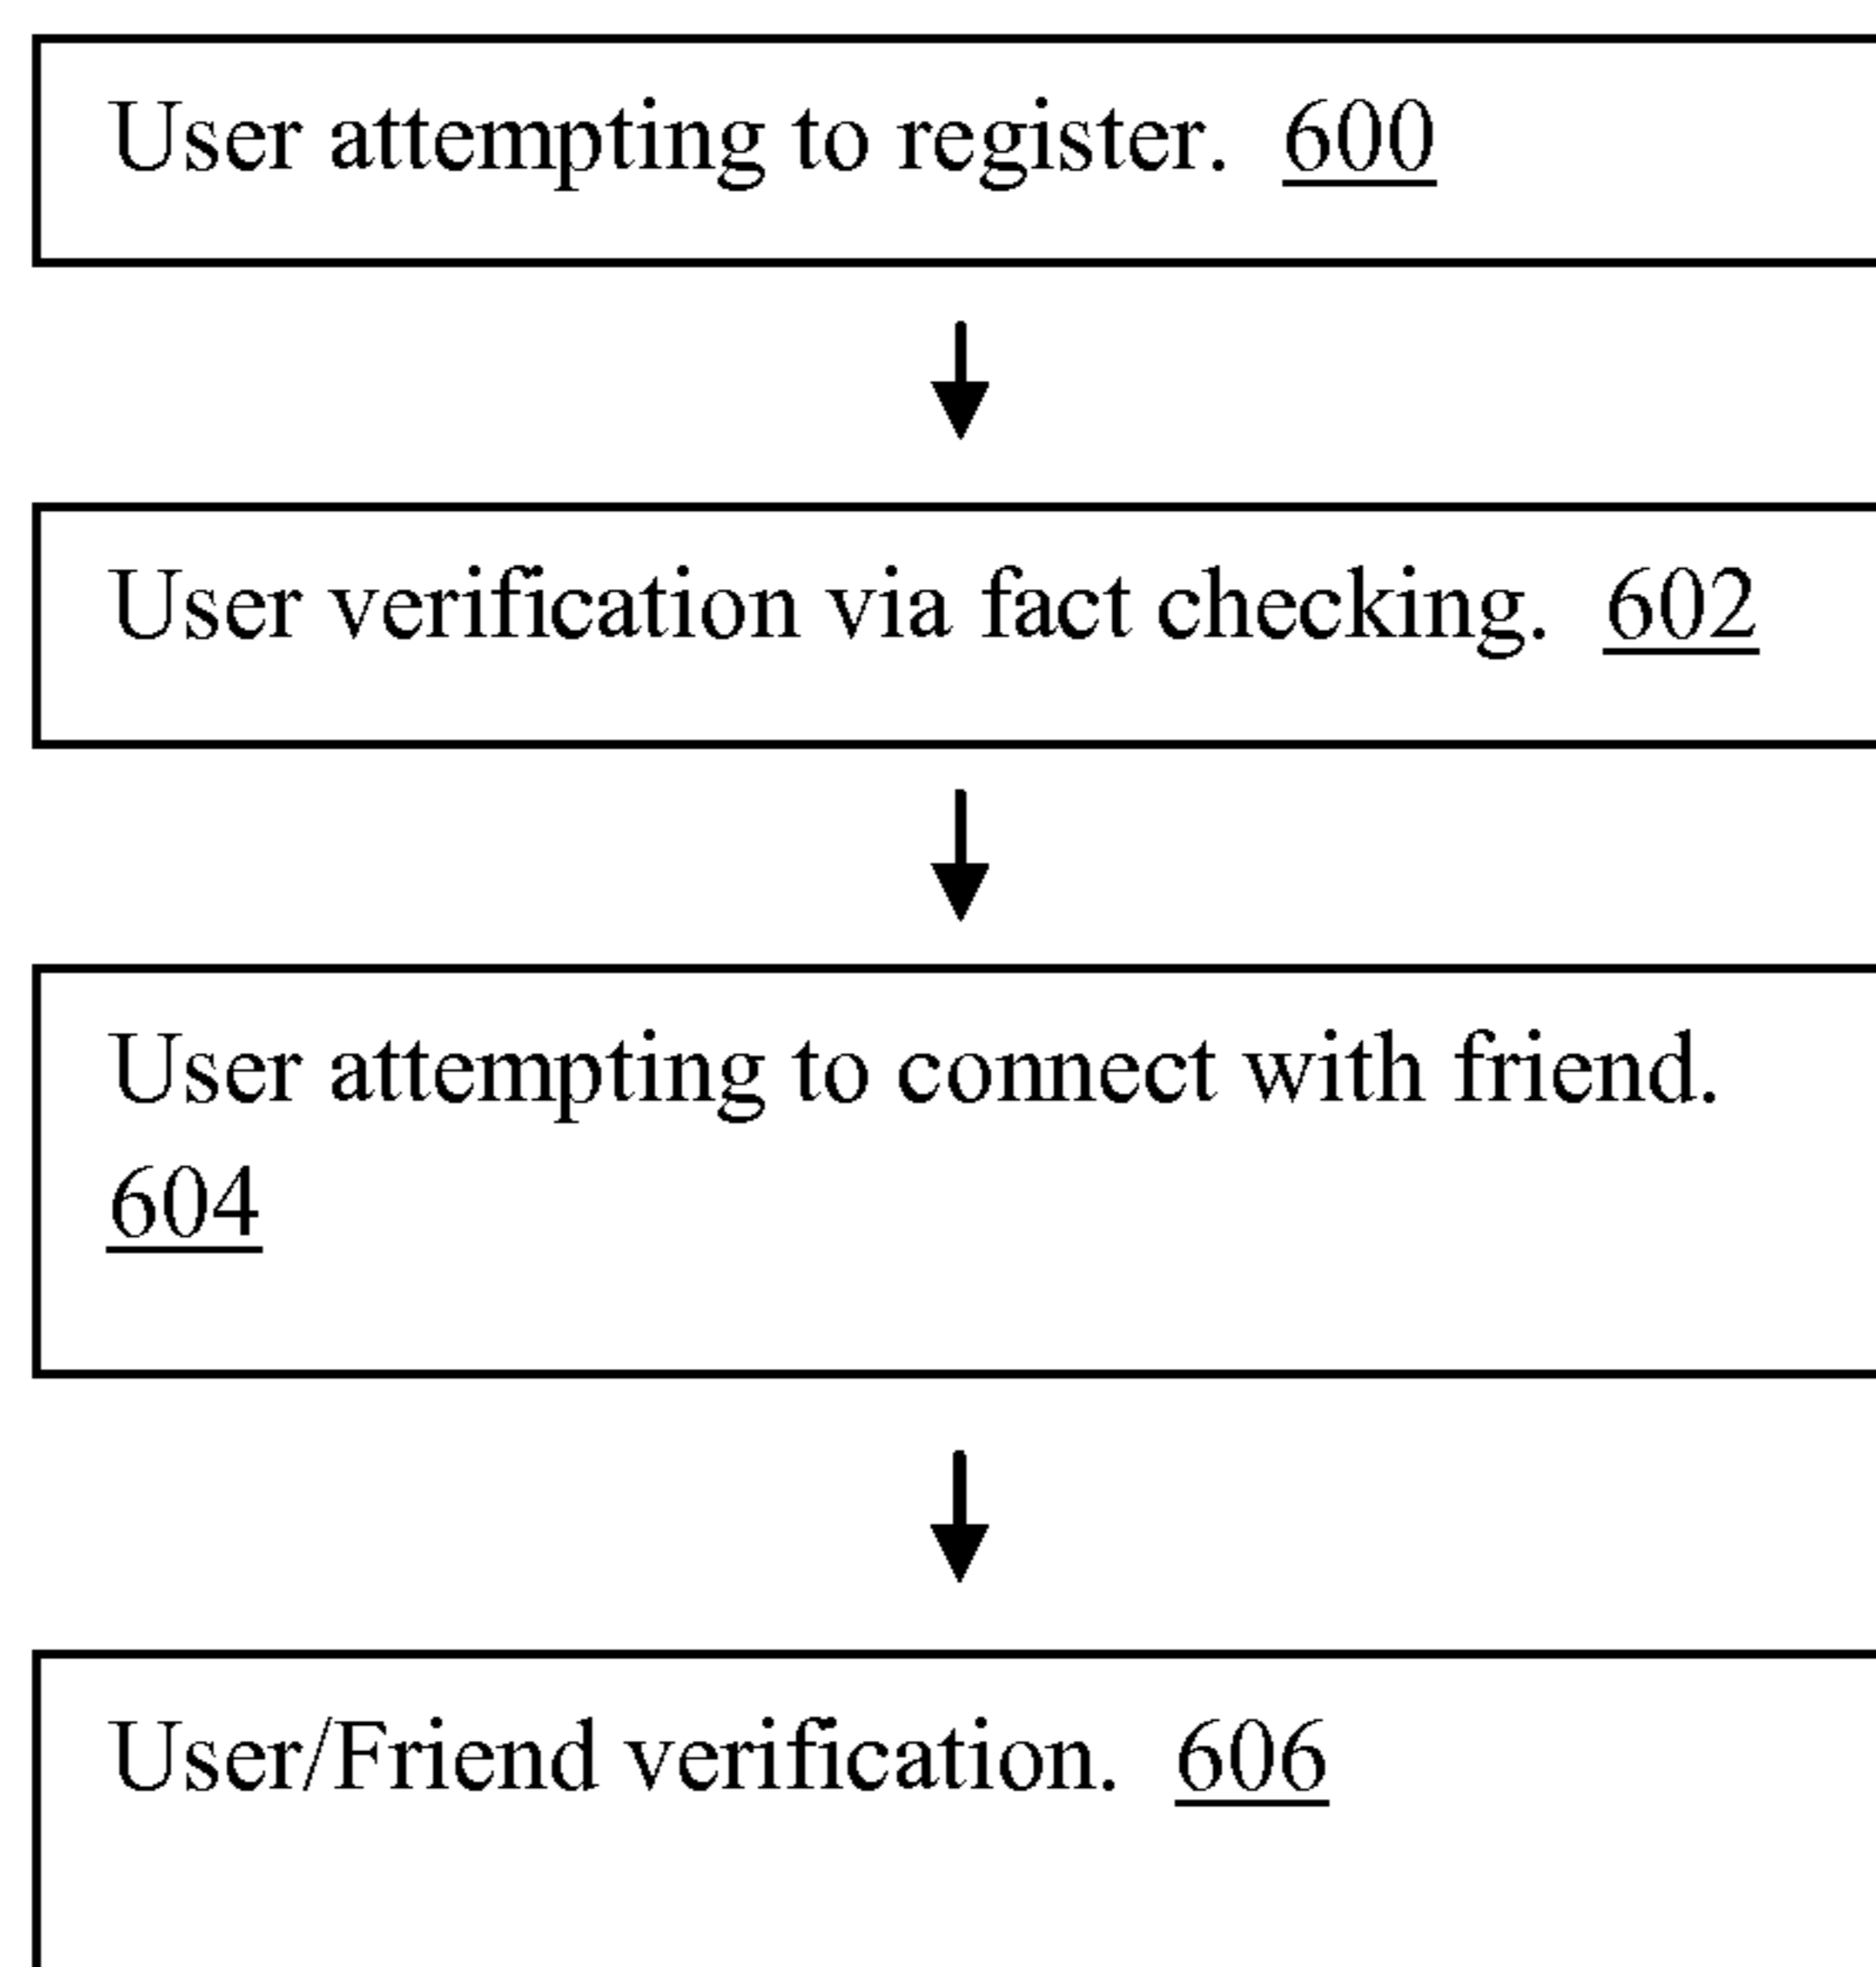 User attempting to register. 600
User verification via fact checking. 602
User attempting to connect with friend.
604
User/Friend verification. 606